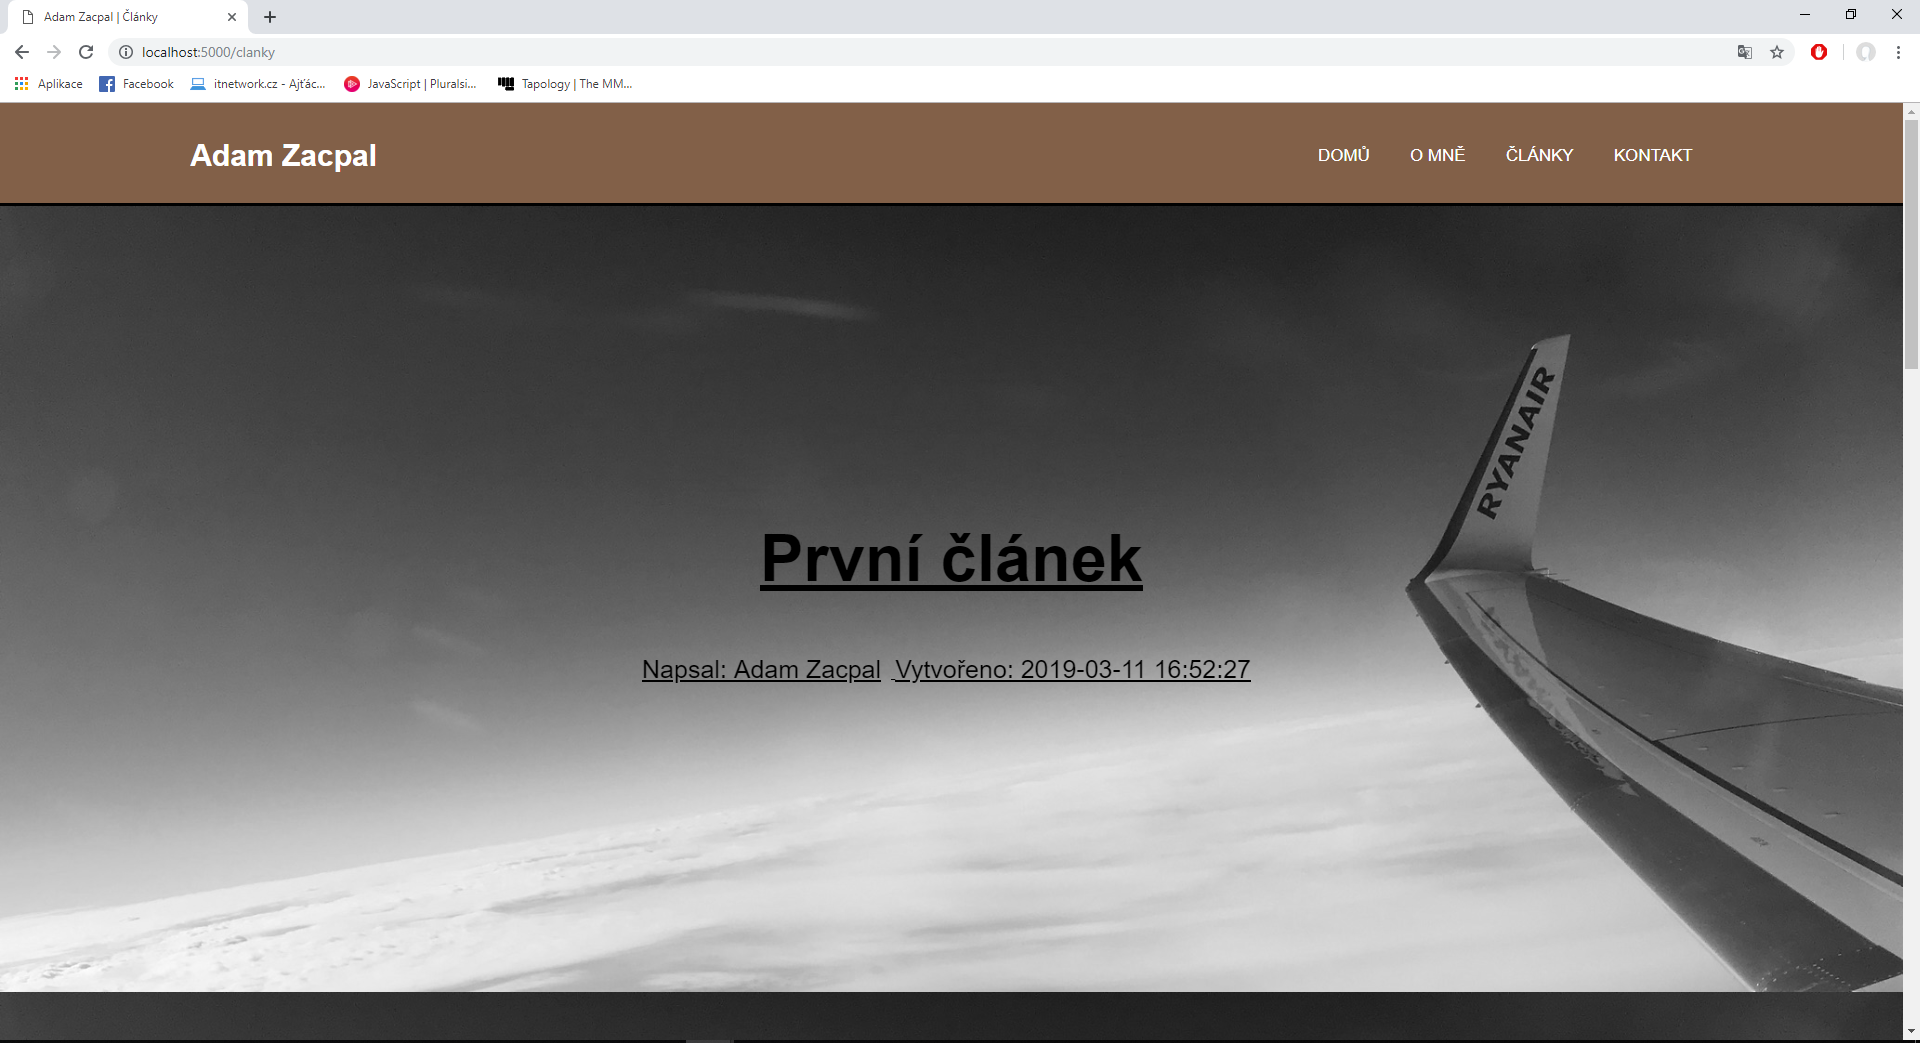 Adam Zacpal | Články
localhost:5000/clanky
Aplikace Facebook itnetwork.cz - Ajťác... JavaScript | Pluralsi... Tapology | The MM...
Adam Zacpal
DOMŮ O MNĚ ČLÁNKY KONTAKT
RYANAIR
První článek
Napsal: Adam Zacpal Vytvořeno: 2019-03-11 16:52:27